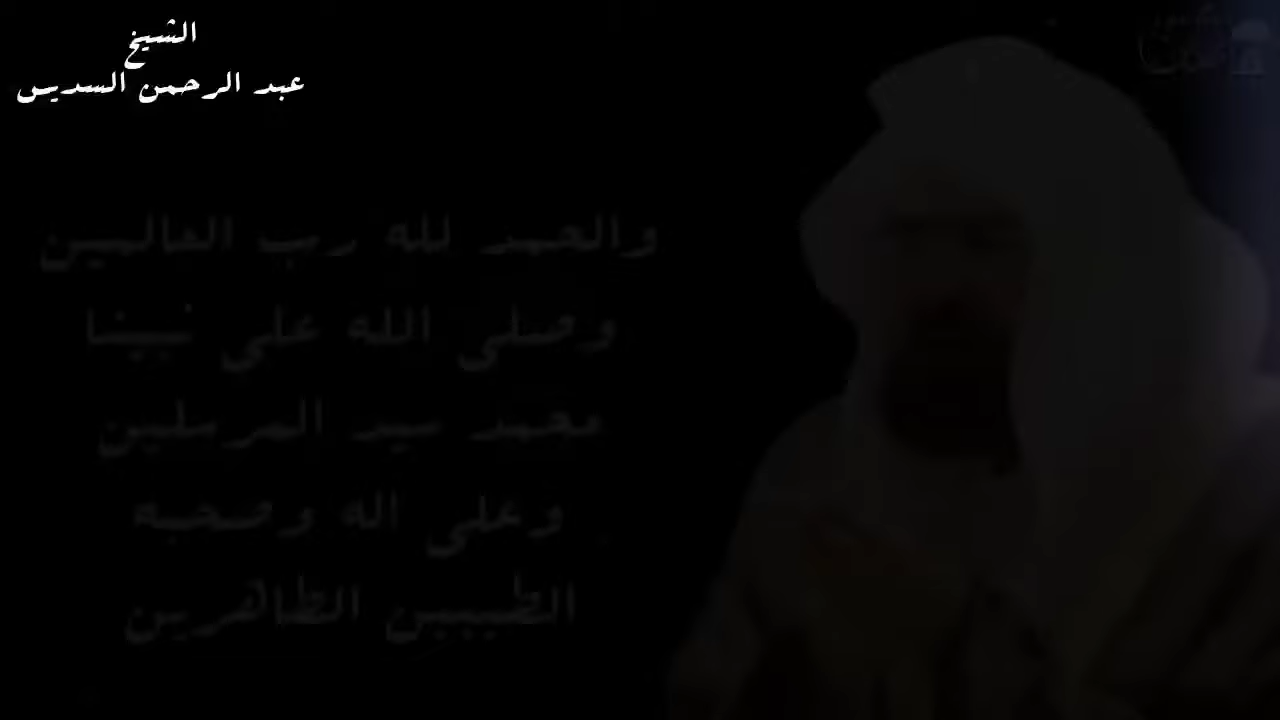 الشيخ
عبد الرحمن السديس
والحمد لله رب العالمين
وصلى الله على نبينا
محمد سيد المرسلين
وعلى اله وصحبه
الطيبين الطاهرين